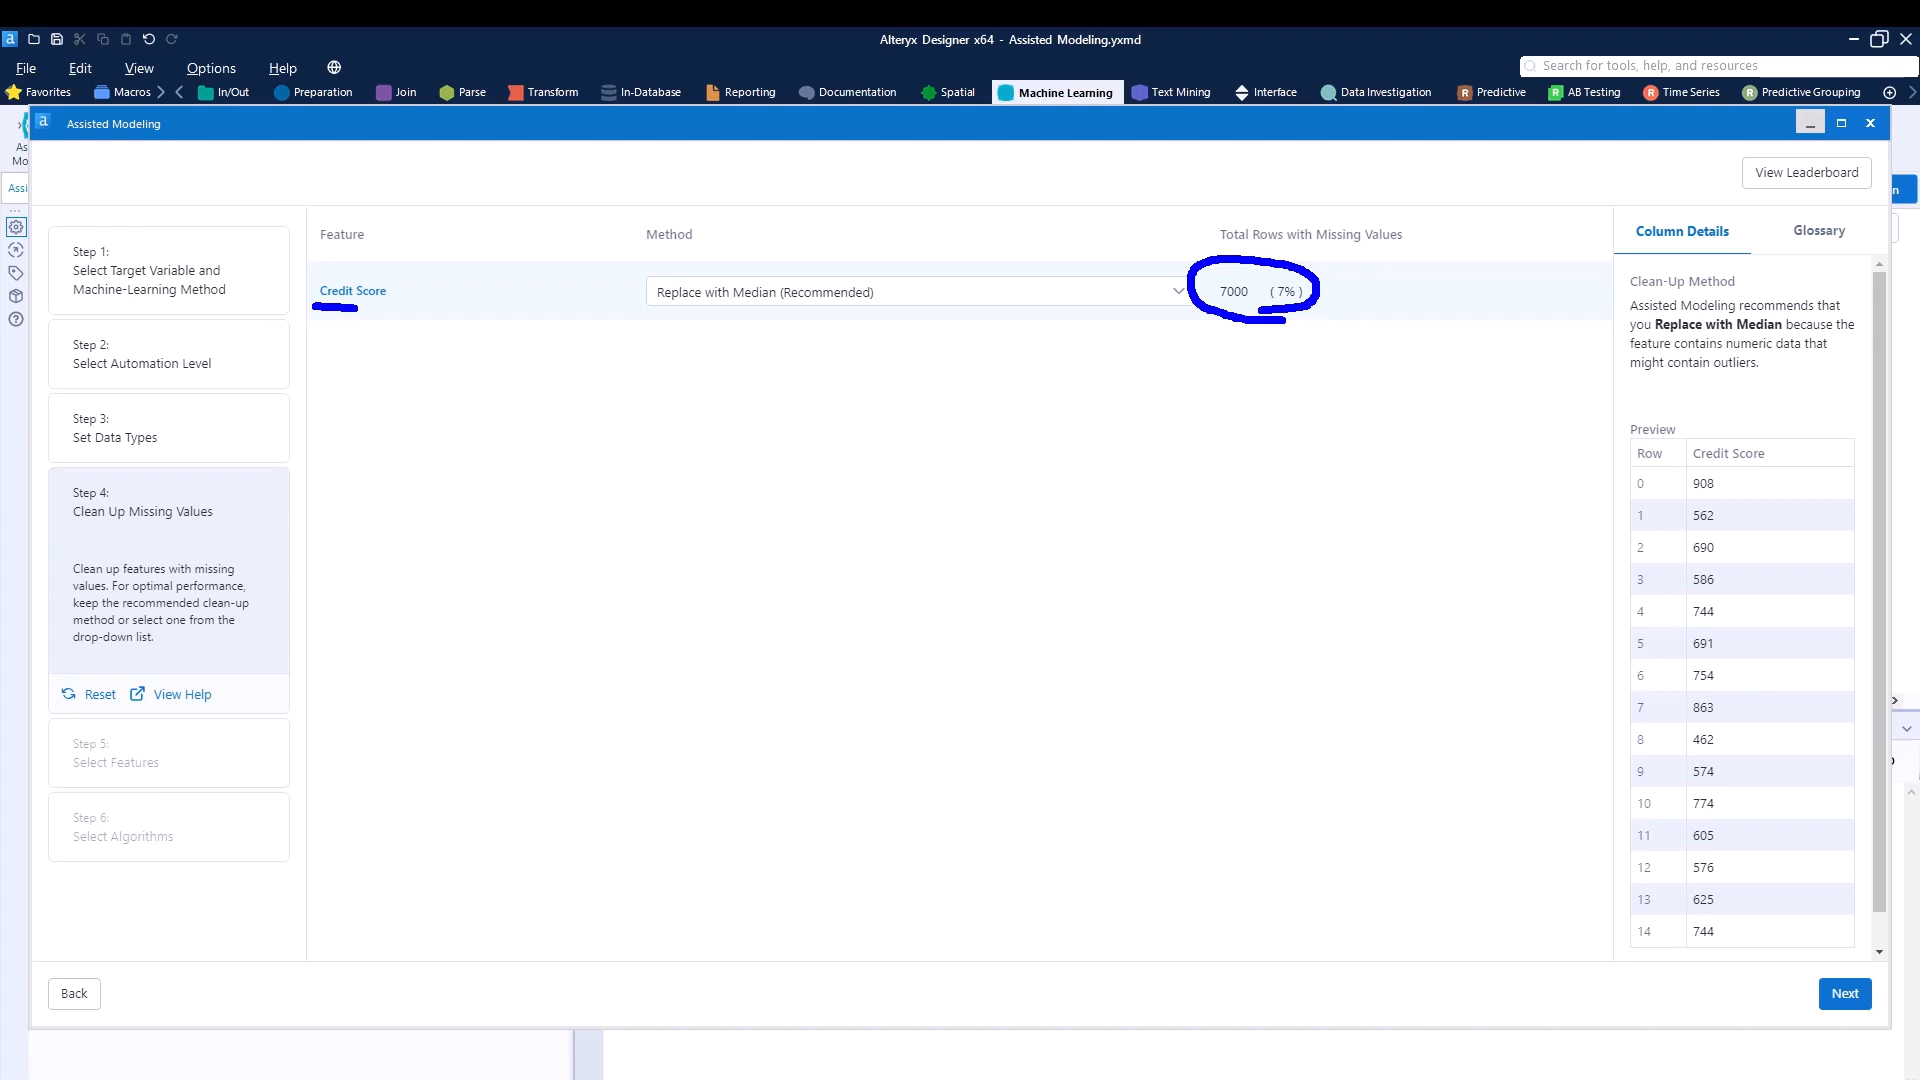 Alteryx Designer x64 - Assisted Modeling.yxmd
File Edit View Options Help
Search for tools, help, and resources
Favorites Macros In/Out Preparation Join Parse Transform In-Database Reporting Documentation Spatial Machine Learning Text Mining Interface Data Investigation Predictive AB Testing Time Series Predictive Grouping
a Assisted Modeling
As
Mo
Assi
View Leaderboard
n
Step 1:
Select Target Variable and
Machine-Learning Method
Step 2:
Select Automation Level
Step 3:
Set Data Types
Step 4:
Clean Up Missing Values
Clean up features with missing
values. For optimal performance,
keep the recommended clean-up
method or select one from the
drop-down list.
Reset View Help
Step 5:
Select Features
Step 6:
Select Algorithms
Feature Method Total Rows with Missing Values
Credit Score Replace with Median (Recommended) 7000 ( 7% )
Column Details Glossary
Clean-Up Method
Assisted Modeling recommends that
you Replace with Median because the
feature contains numeric data that
might contain outliers.
Preview
Row Credit Score
0 908
1 562
2 690
3 586
4 744
5 691
6 754
7 863
8 462
9 574
10 774
11 605
12 576
13 625
14 744
Back Next